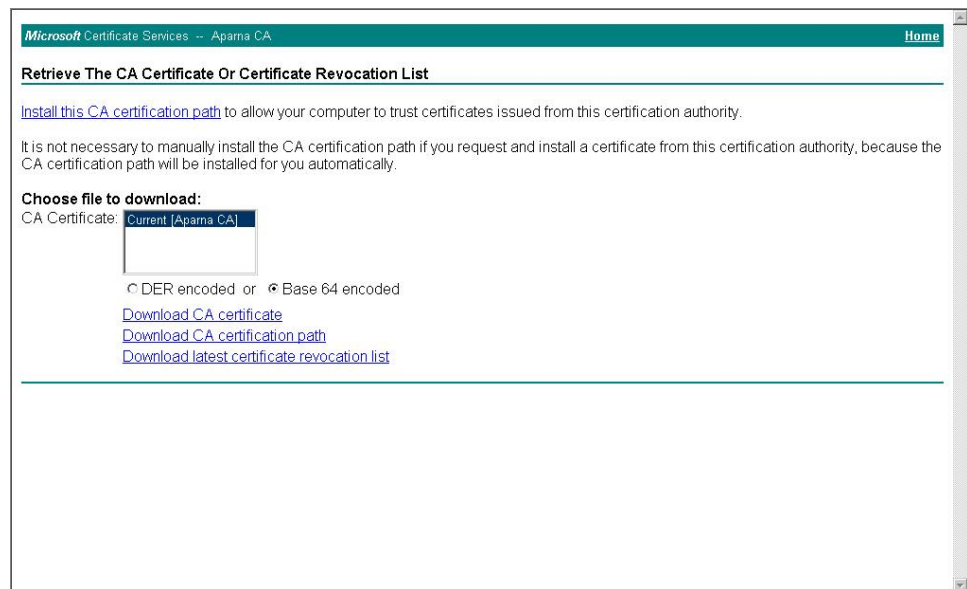 Microsoft Certificate Services -- Aparna CA Home
Retrieve The CA Certificate Or Certificate Revocation List
Install this CA certification path to allow your computer to trust certificates issued from this certification authority.
It is not necessary to manually install the CA certification path if you request and install a certificate from this certification authority, because the
CA certification path will be installed for you automatically.
Choose file to download:
CA Certificate: Current [Aparna CA]
DER encoded or Base 64 encoded
Download CA certificate
Download CA certification path
Download latest certificate revocation list